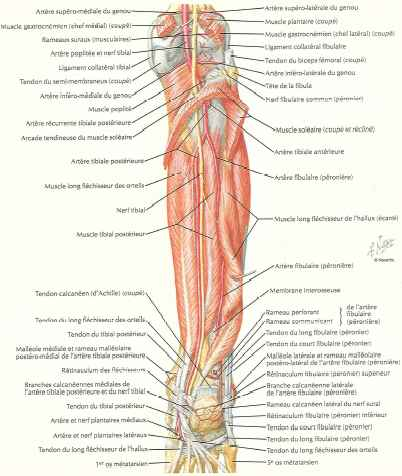 Artère supéro-médiale du genou
Muscle gastrocnémien (chef médial) (coupé)
Rameaux suraux (musculaires)
Artère poplitée et nerf tibial
Ligament collatéral tibial
Tendon du semi-membraneux (coupé)
Artère inféro-médiale du genou
Muscle poplité
Artère récurrente tibiale postérieure
Arcade tendineuse du muscle soléaire
Artère tibiale postérieure
Muscle long fléchisseur des orteils
Nerf tibial
Muscle tibial postérieur
Tendon calcanéen (d'Achille) (coupé)
Tendon du long fléchisseur des orteils
Tendon du tibial postérieur
Malléole médiale et rameau malléolaire
postéro-médial de l'artère tibiale postérieure
Rétinaculum des fléchisseurs
Branches calcanéennes médiales de
l'artère tibiale postérieure et du nerf tibial
Tendon du tibial postérieur
Artère et nerf plantaires médiaux
Artère et nerf plantaires latéraux
Tendon du long fléchisseur de l'hallux
1er os métatarsien
Artère supéro-latérale du genou
Muscle plantaire (coupé)
Muscle gastrocnémien (chef latéral) (coupé)
Ligament collatéral fibulaire
Tendon du biceps fémoral (coupé)
Artère inféro-latérale du genou
Tête de la fibula
Nerf fibulaire commun (péronier)
Muscle soléaire (coupé et récliné)
Artère tibiale antérieure
Artère fibulaire (péronière)
Muscle long fléchisseur de l'hallux (écarté)
© Novartis
Artère fibulaire (péronière)
Membrane interosseuse
Rameau perforant
Rameau communicant
de l'artère
fibulaire
(péronière)
Tendon du long fibulaire (péronier)
Tendon du court fibulaire (péronier)
Malléole latérale et rameau malléolaire
postéro-latéral de l'artère fibulaire (péronière)
Rétinaculum fibulaire (péronier) supérieur
Branche calcanéenne latérale
de l'artère fibulaire (péronière)
Rameau calcanéen latéral du nerf sural
Rétinaculum fibulaire (péronier) inférieur
Tendon du court fibulaire (péronier)
Tendon du long fibulaire (péronier)
Tendon du long fléchisseur des orteils
5e os métatarsien